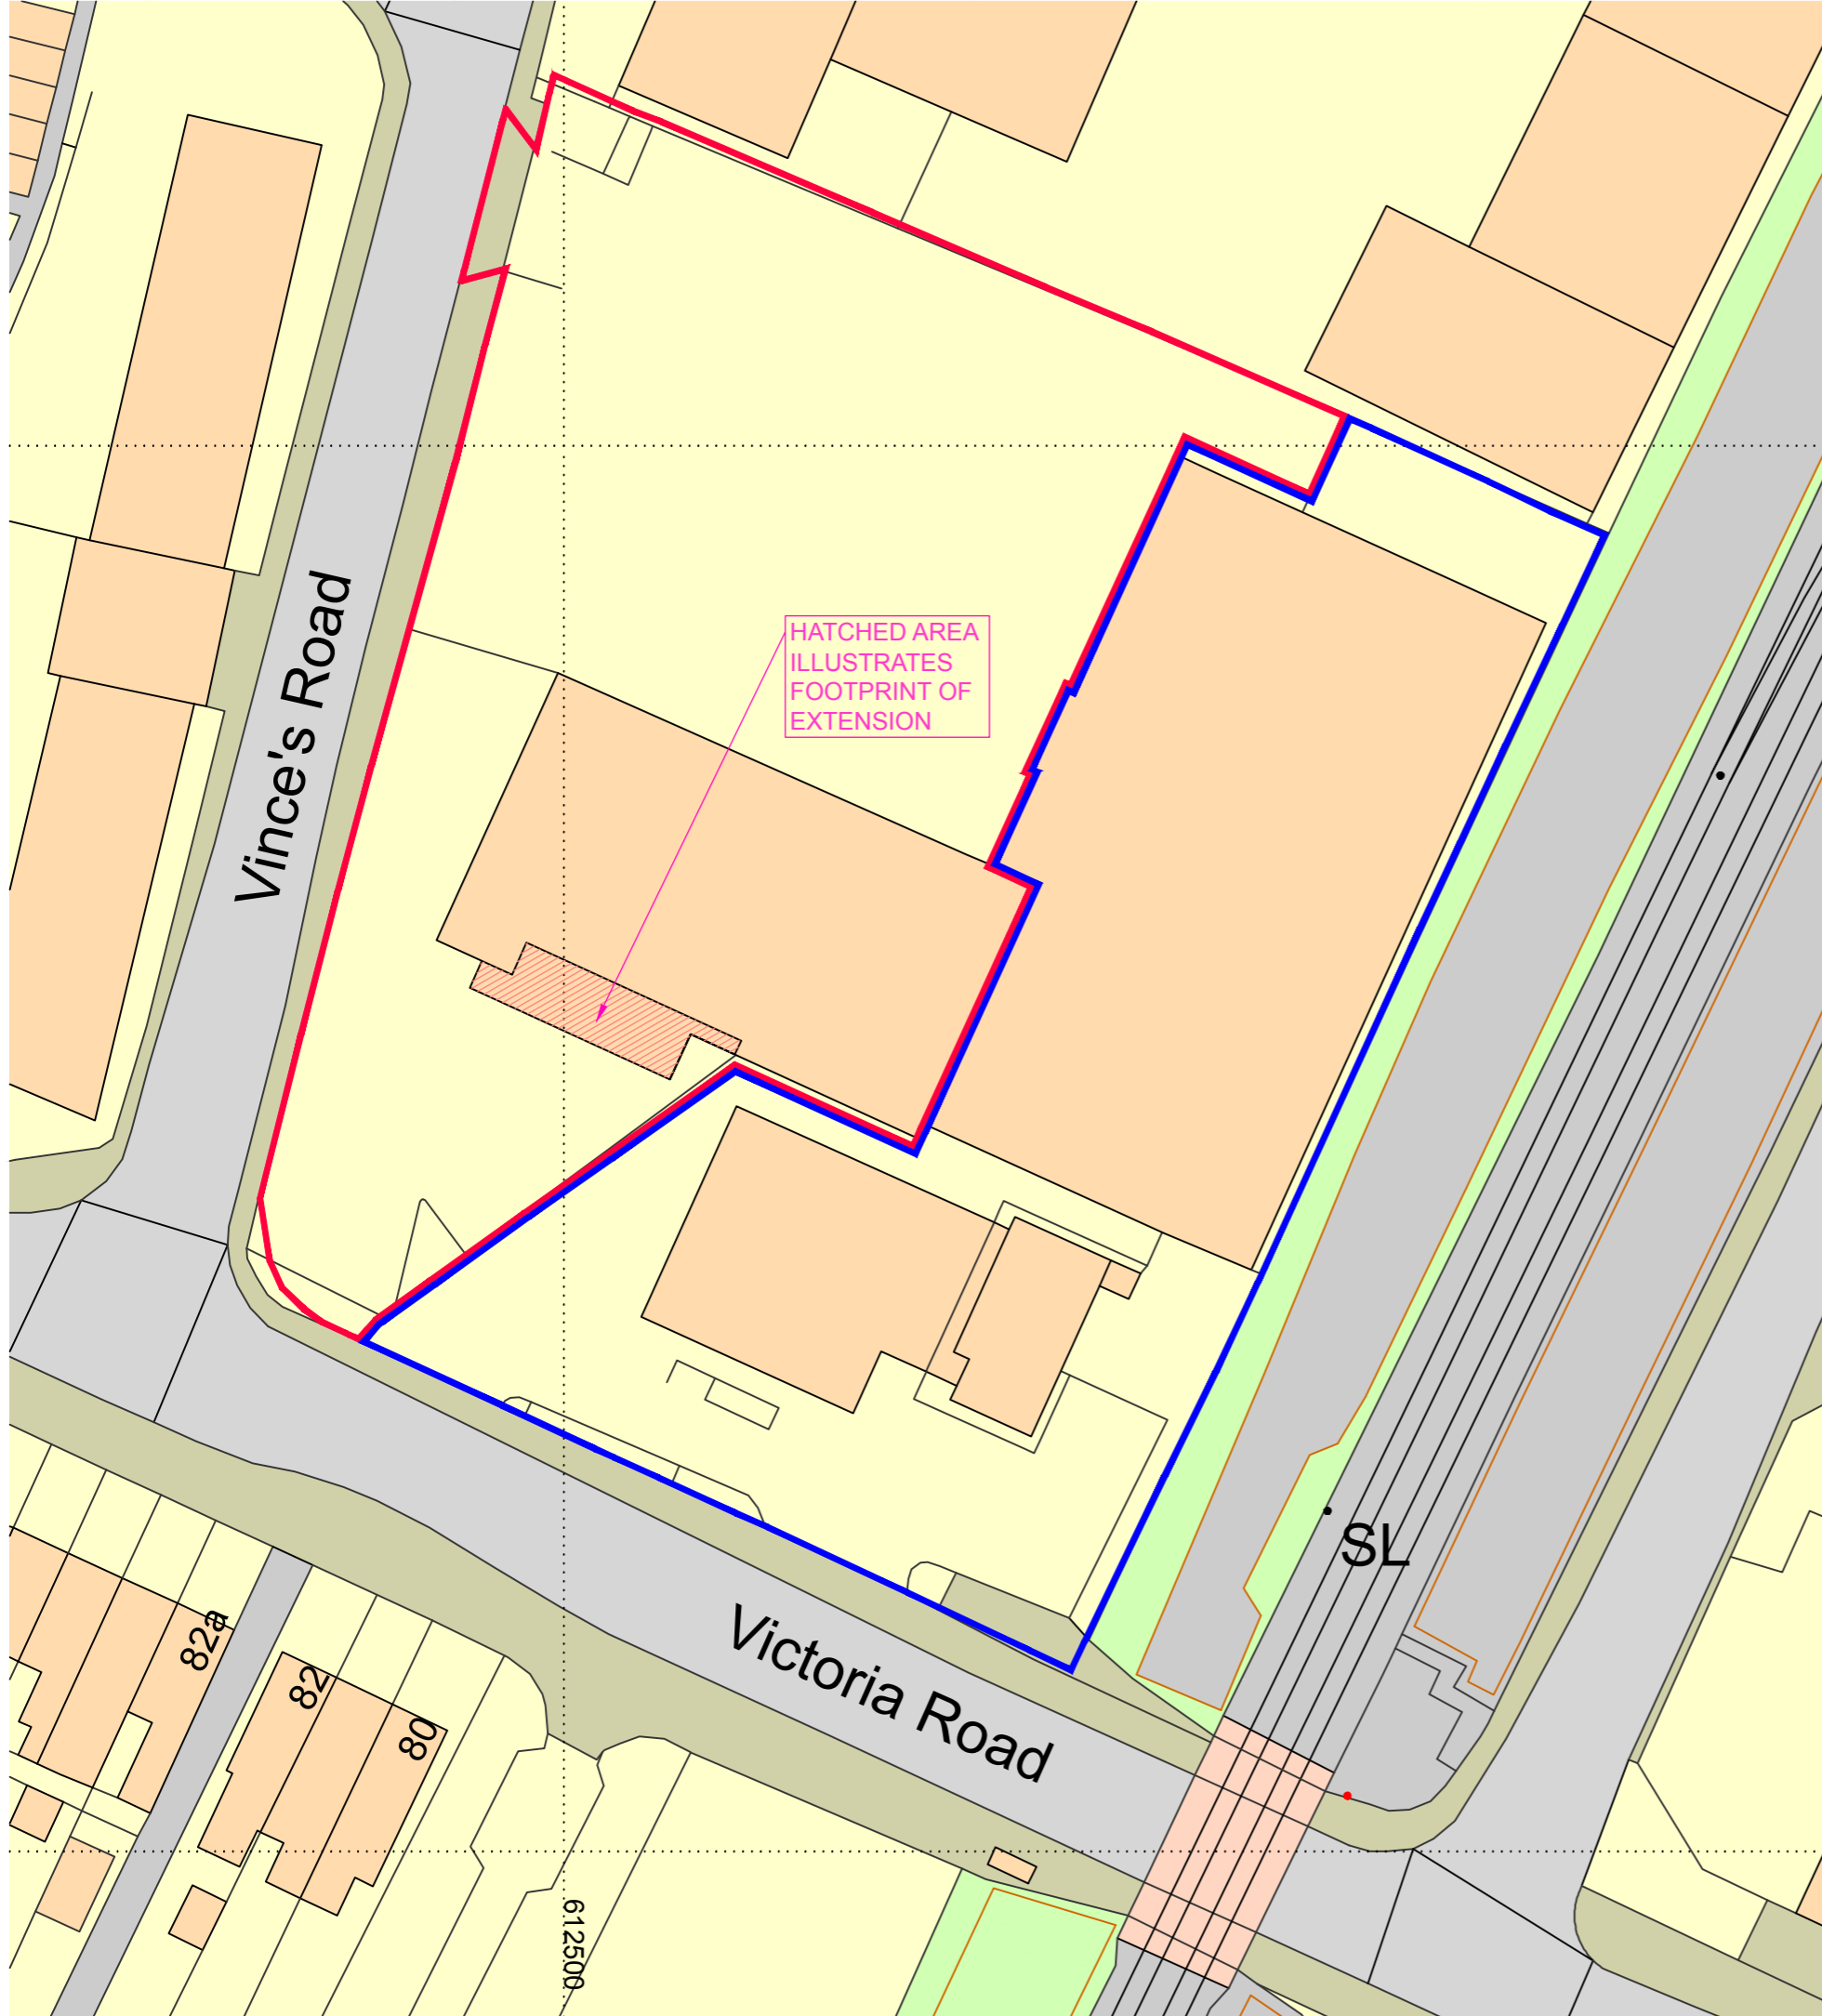 HATCHED AREA
ILLUSTRATES
FOOTPRINT OF
EXTENSION
Vince's Road
SL
Victoria Road
82a
82
80
612500